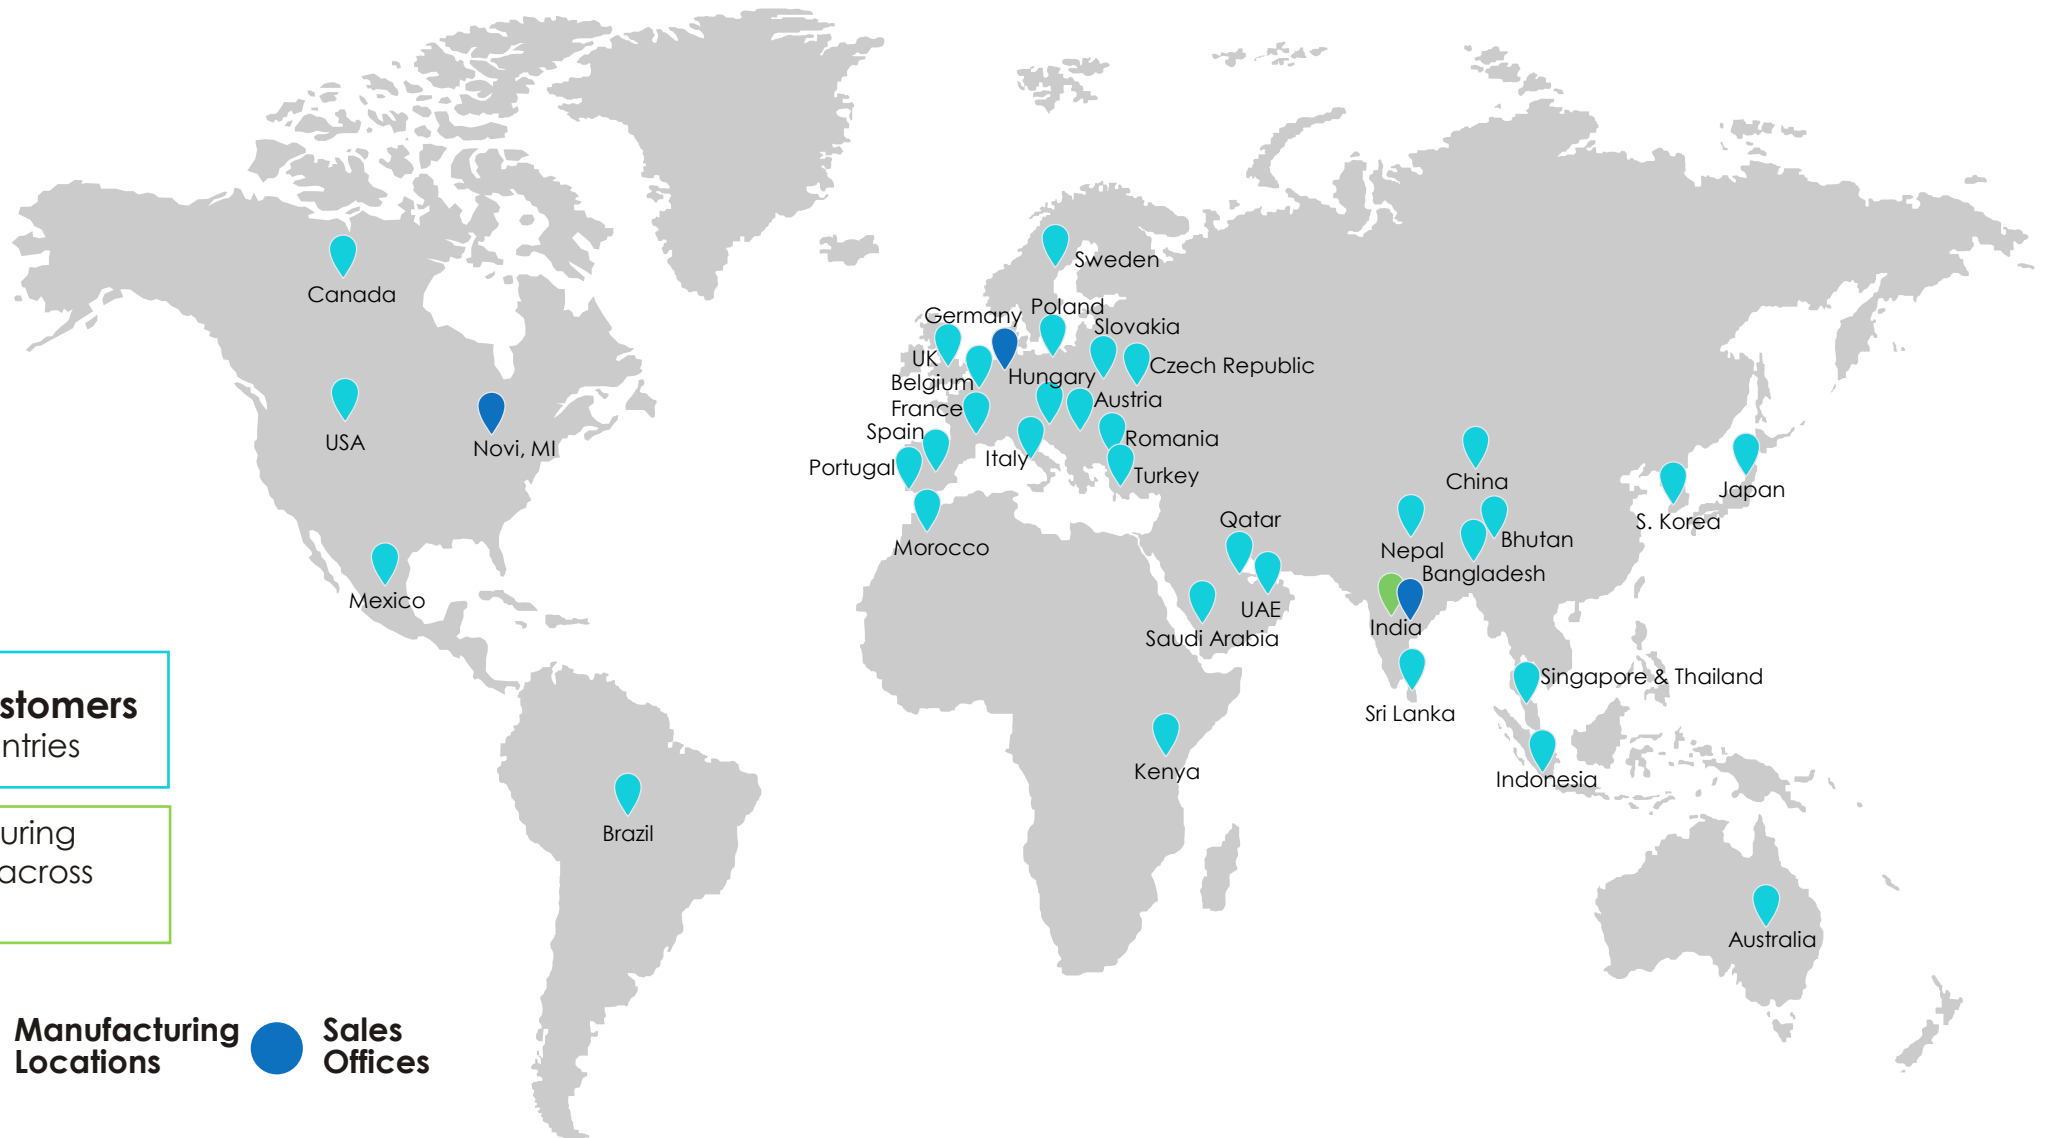 Sweden
Canada
Poland
Germany
Slovakia
UK
Czech Republic
Hungary
Belgium
Austria
France
Spain
Romania
USA
Novi, MI
Italy
Portugal
Turkey
China
Japan
Qatar
S. Korea
Bhutan
Morocco
Nepal
Bangladesh
Mexico
UAE
India
Saudi Arabia
Singapore & Thailand
stomers
ntries
Sri Lanka
Kenya
Indonesia
uring
across
Brazil
Australia
Manufacturing
Locations
Sales
Offices